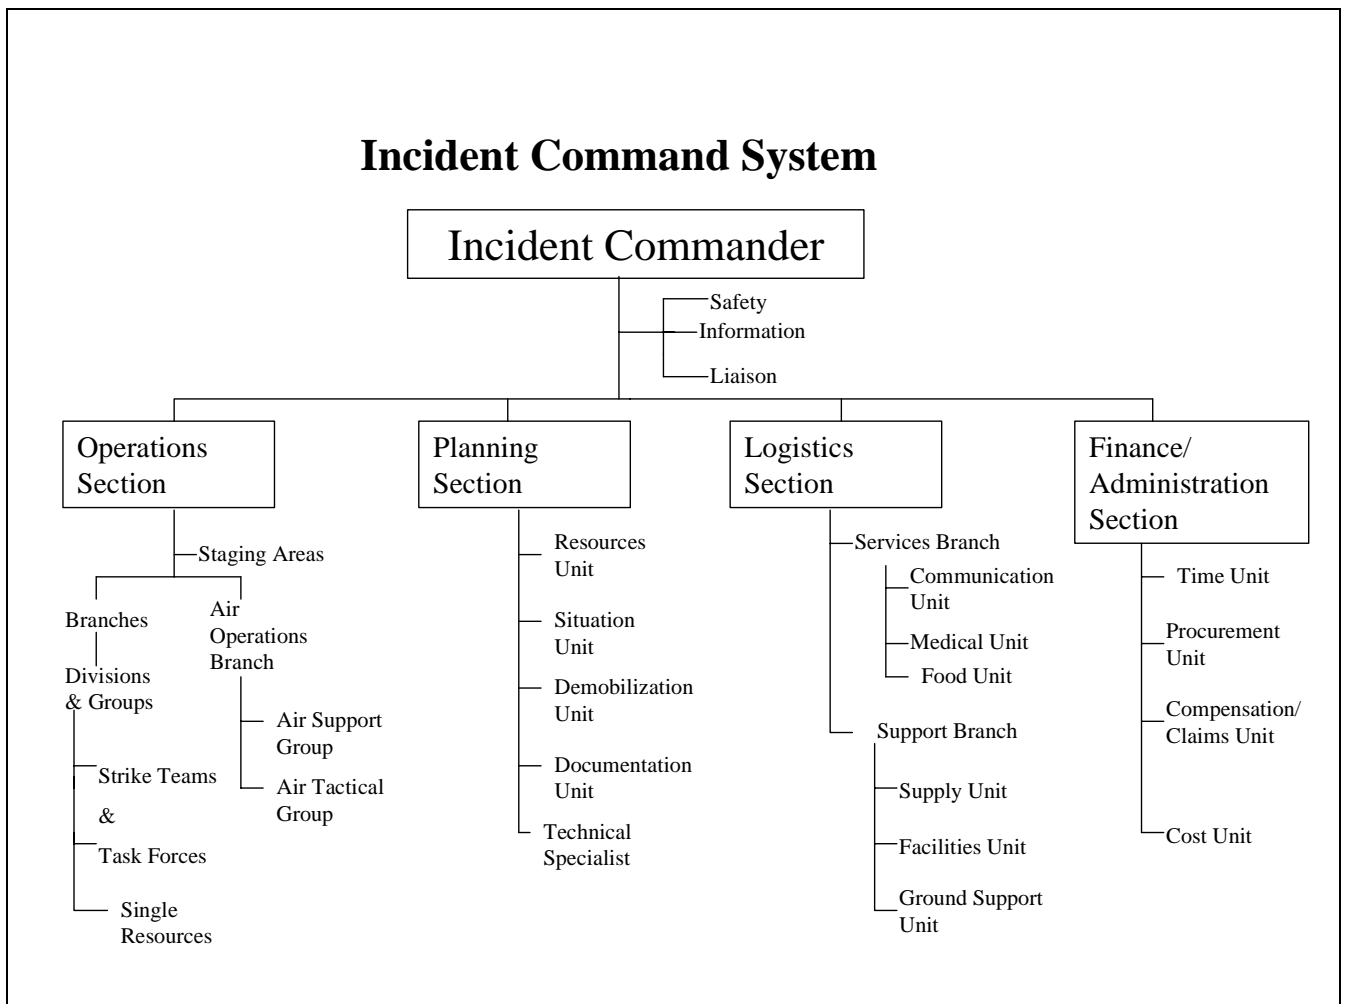 Incident Command System
Incident Commander
Safety
Information
Liaison
Operations
Section
Staging Areas
Branches
Divisions
& Groups
Strike Teams
&
Task Forces
Single
Resources
Air
Operations
Branch
Air Support
Group
Air Tactical
Group
Planning
Section
Resources
Unit
Situation
Unit
Demobilization
Unit
Documentation
Unit
Technical
Specialist
Logistics
Section
Services Branch
Communication
Unit
Medical Unit
Food Unit
Support Branch
Supply Unit
Facilities Unit
Ground Support
Unit
Finance/
Administration
Section
Time Unit
Procurement
Unit
Compensation/
Claims Unit
Cost Unit